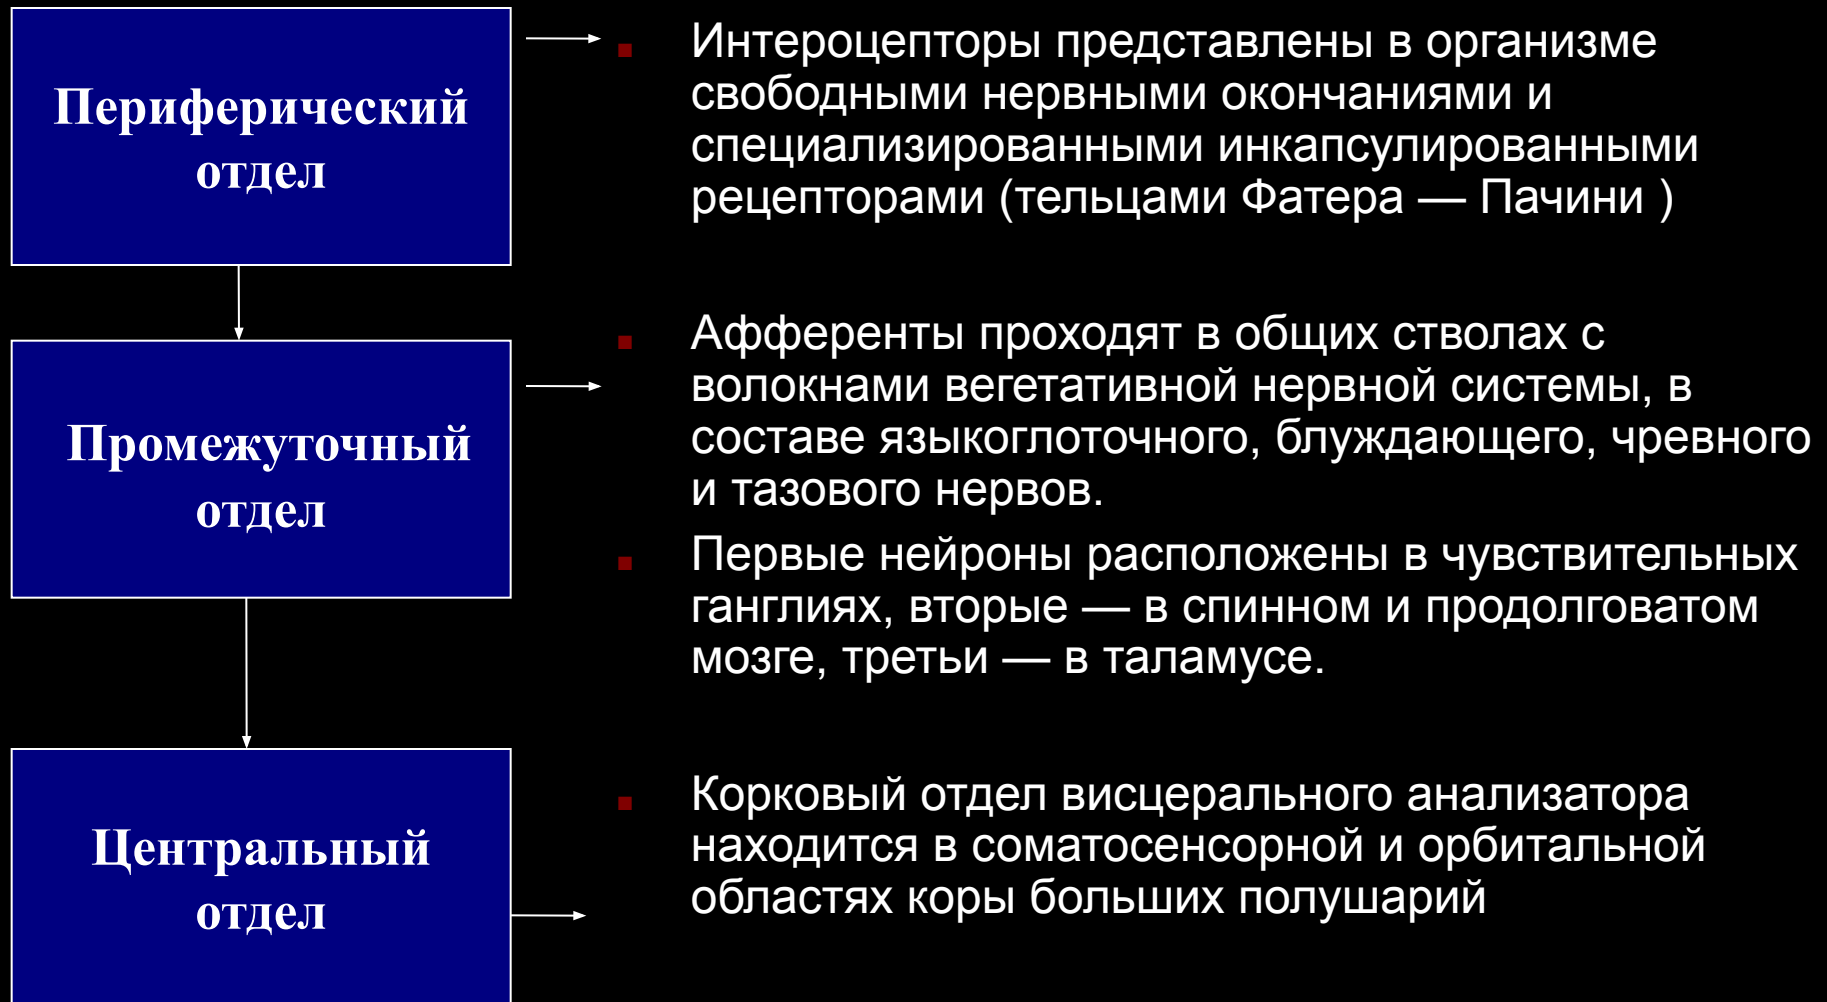 Периферический
отдел
Интероцепторы представлены в организме
свободными нервными окончаниями и
специализированными инкапсулированными
рецепторами (тельцами Фатера — Пачини )
Промежуточный
отдел
Афференты проходят в общих стволах с
волокнами вегетативной нервной системы, в
составе языкоглоточного, блуждающего, чревного
и тазового нервов.
Первые нейроны расположены в чувствительных
ганглиях, вторые — в спинном и продолговатом
мозге, третьи — в таламусе.
Центральный
отдел
Корковый отдел висцерального анализатора
находится в соматосенсорной и орбитальной
областях коры больших полушарий